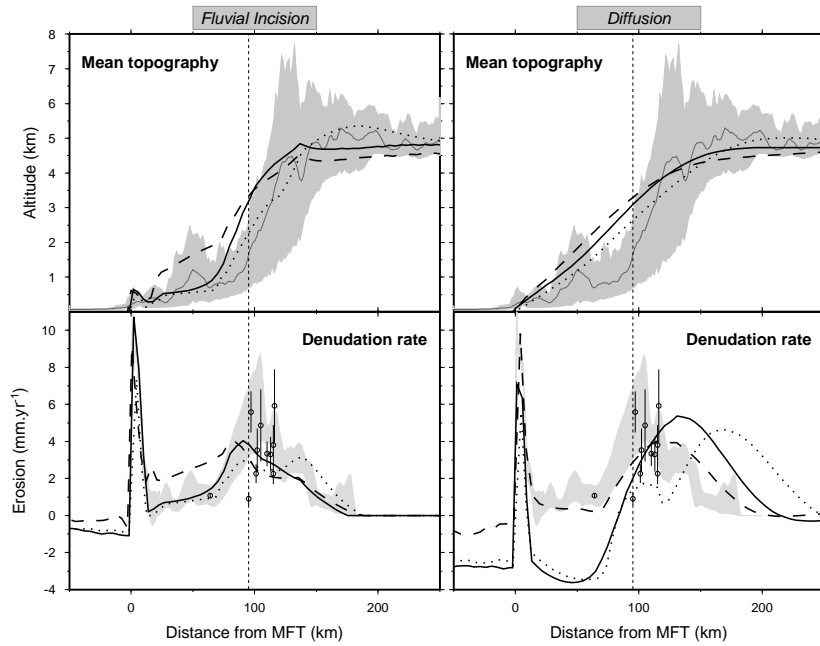 Fluvial Incision
Diffusion
8
7
6
5
4
3
2
1
Altitude (km)
Mean topography
Mean topography
10
8
6
4
2
0
-2
-4
Erosion (mm.yr⁻¹)
Denudation rate
Denudation rate
0 100 200
0 100 200
Distance from MFT (km)
Distance from MFT (km)